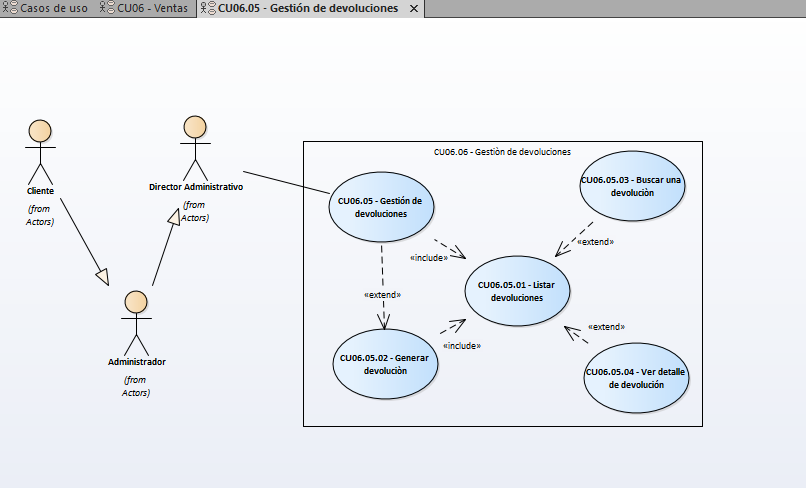 Casos de uso
CU06 - Ventas
CU06.05 - Gestión de devoluciones
Cliente
(from
Actors)
Director Administrativo
(from
Actors)
Administrador
(from
Actors)
CU06.06 - Gestiòn de devoluciones
CU06.05 - Gestión de
devoluciones
CU06.05.03 - Buscar una
devoluciòn
«extend»
«include»
CU06.05.01 - Listar
devoluciones
«extend»
«include»
«extend»
CU06.05.02 - Generar
devoluciòn
CU06.05.04 - Ver detalle
de devolución